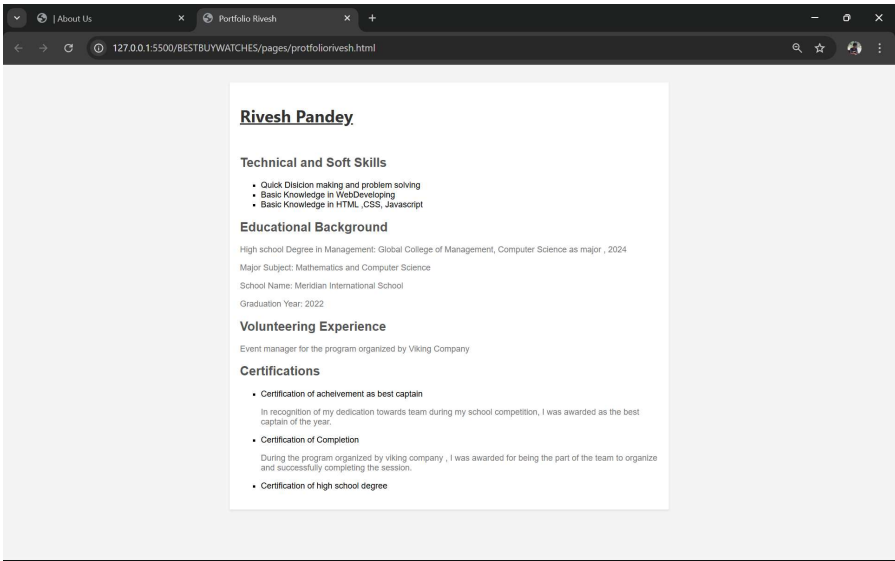 | About Us
Portfolio Rivesh
127.0.0.1:5500/BESTBUYWATCHES/pages/protfoliorivesh.html
Rivesh Pandey
Technical and Soft Skills
Quick Disicion making and problem solving
Basic Knowledge in WebDeveloping
Basic Knowledge in HTML ,CSS, Javascript
Educational Background
High school Degree in Management: Global College of Management, Computer Science as major , 2024
Major Subject: Mathematics and Computer Science
School Name: Meridian International School
Graduation Year: 2022
Volunteering Experience
Event manager for the program organized by Viking Company
Certifications
Certification of acheivement as best captain
In recognition of my dedication towards team during my school competition, I was awarded as the best
captain of the year.
Certification of Completion
During the program organized by viking company , I was awarded for being the part of the team to organize
and successfully completing the session.
Certification of high school degree